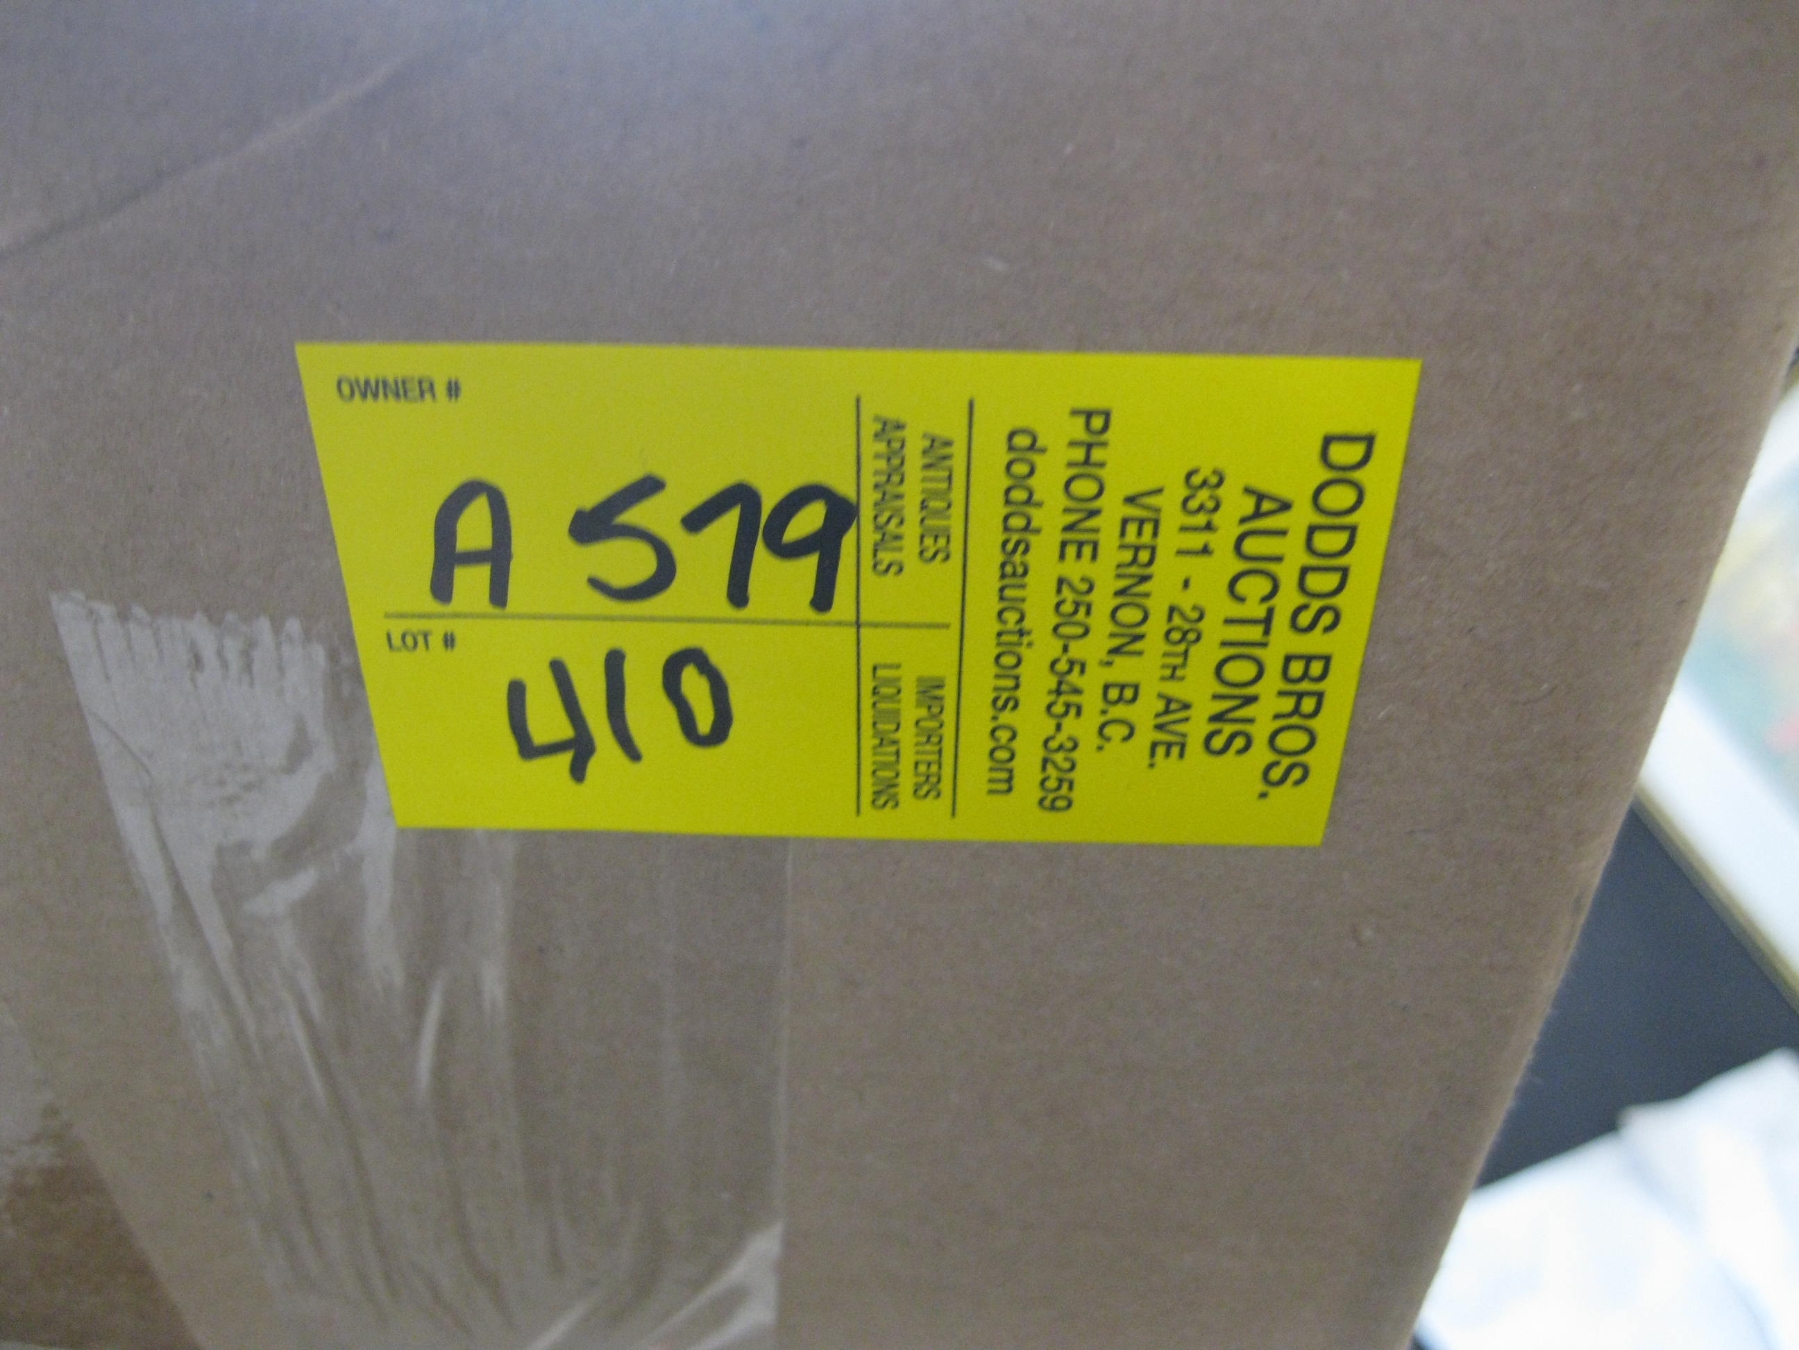 DODDS BROS.
AUCTIONS
3311 - 28TH AVE.
VERNON, B.C.
PHONE 250-545-3259
doddsauctions.com
ANTIQUES
APPRAISALS
IMPORTERS
LIQUIDATIONS
OWNER #
A 579
LOT #
410